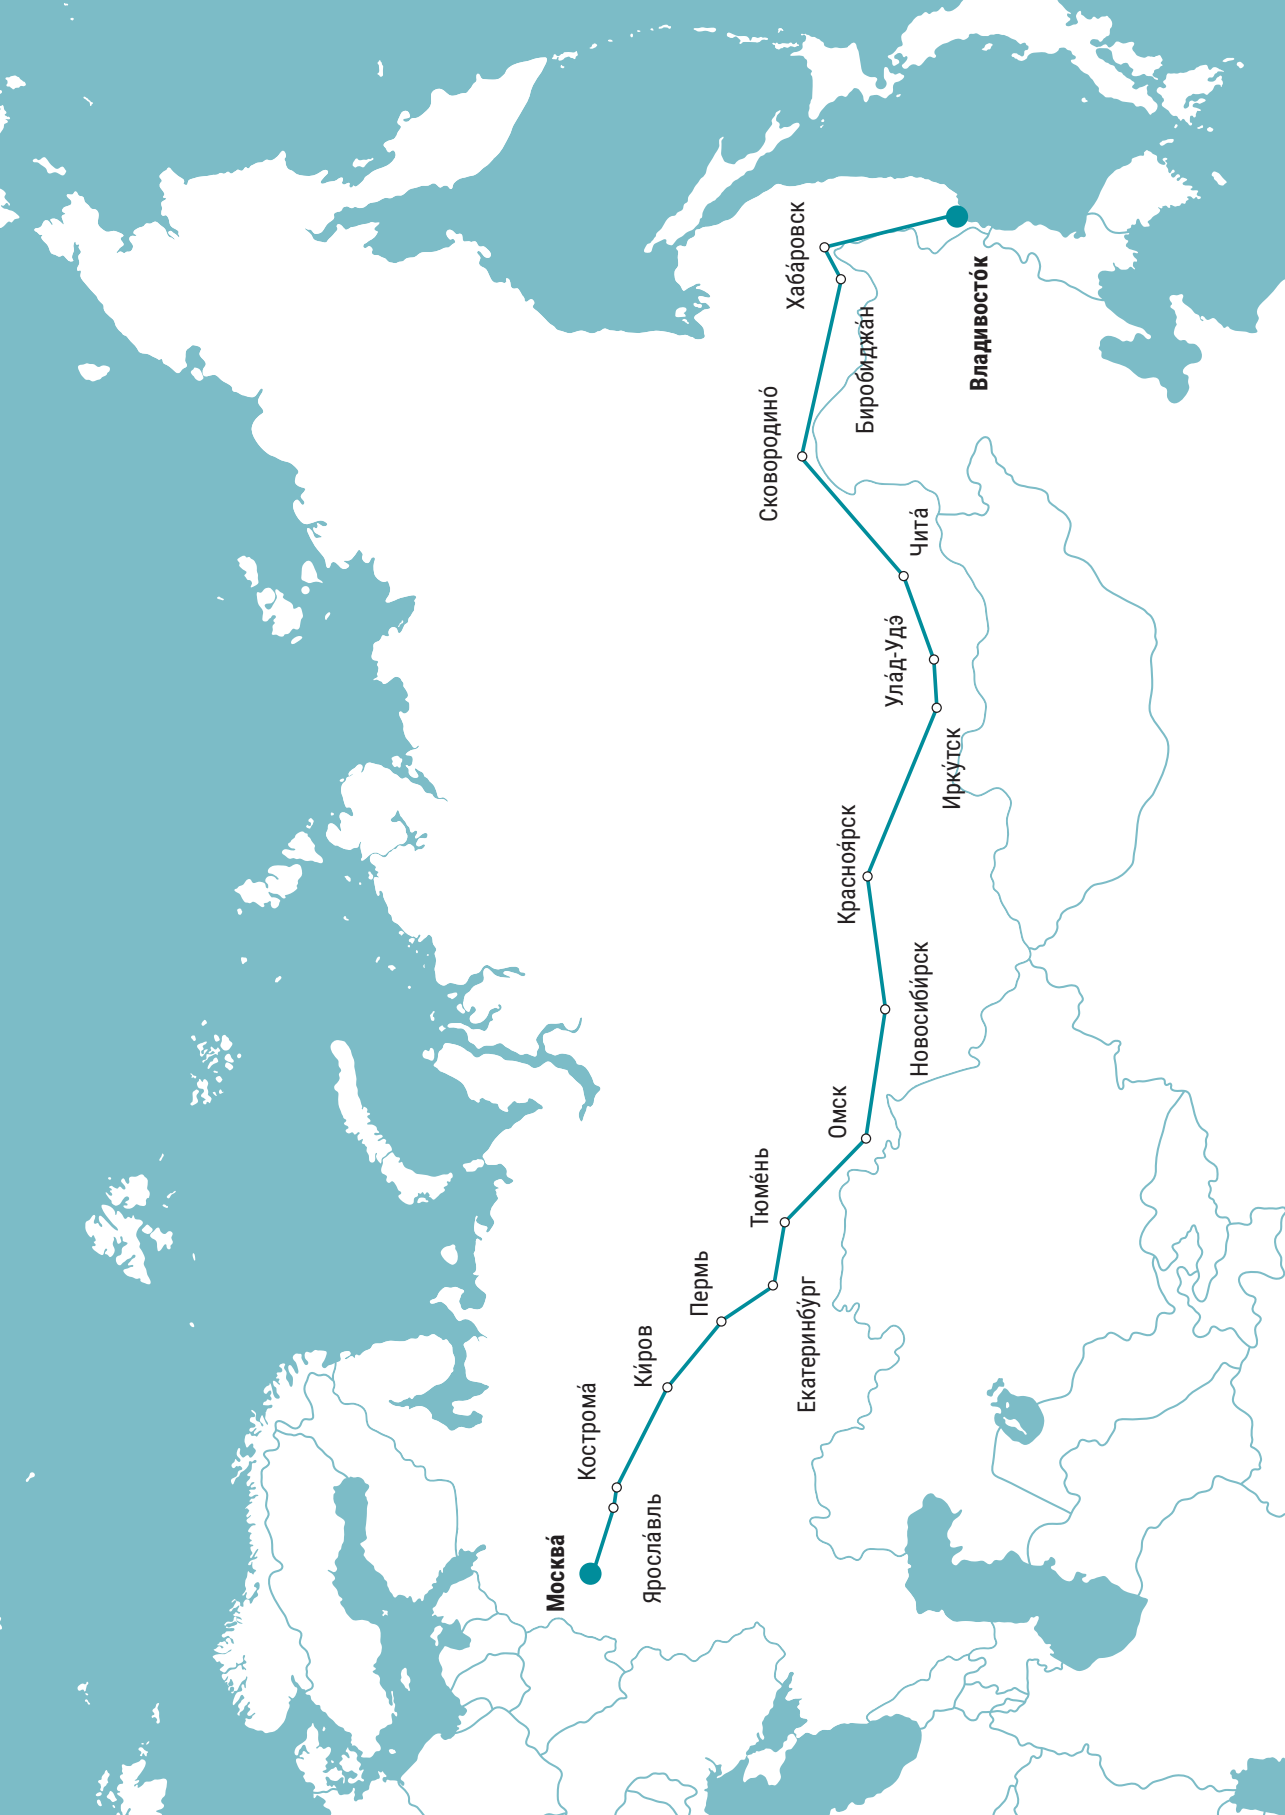 Москва́
Яросла́вль
Кострома́
Ки́ров
Пермь
Екатеринбу́рг
Тюме́нь
Омск
Новосиби́рск
Красноя́рск
Ирку́тск
Ула́д-Удэ́
Чита́
Сковородино́
Биробиджа́н
Хаба́ровск
Владивосто́к